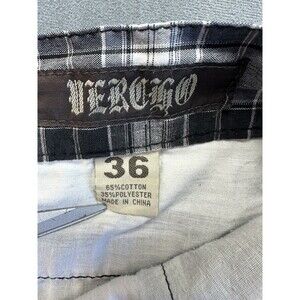 VERCHO
36
65%COTTON
35%POLYESTER
MADE IN CHINA